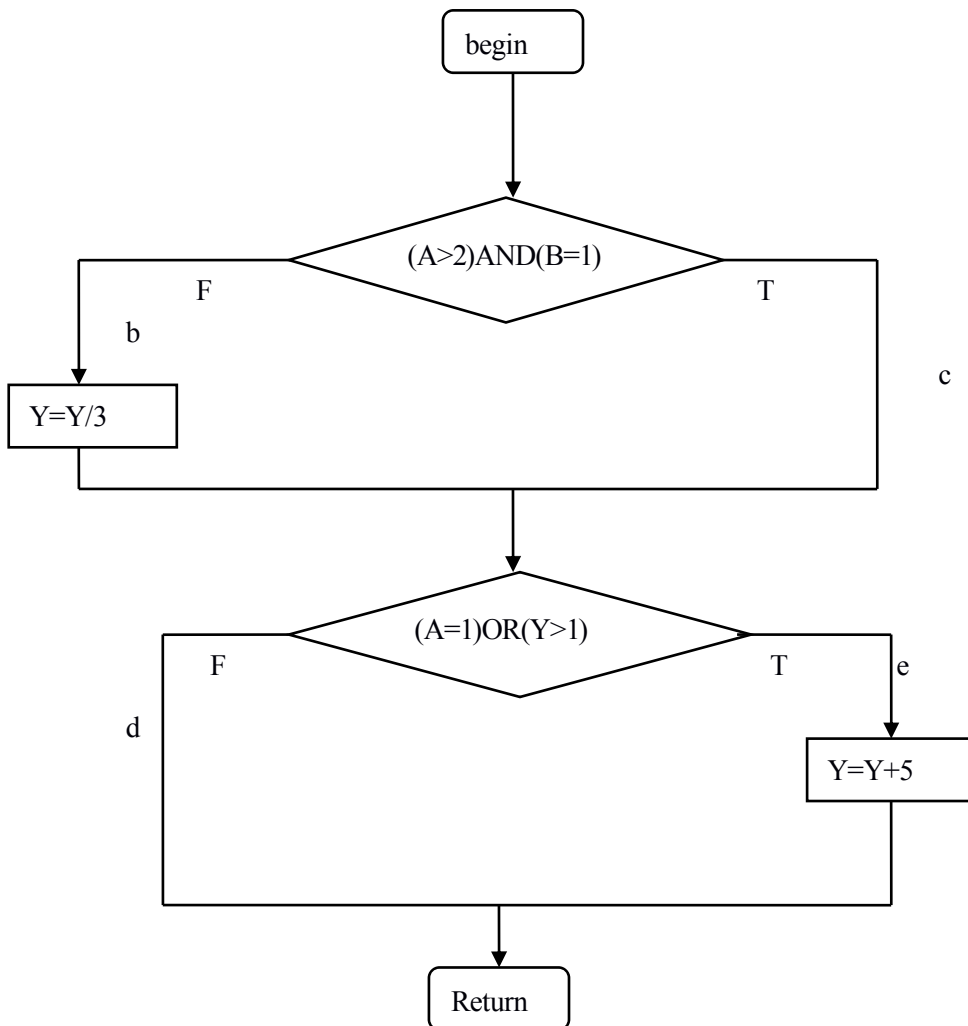 begin
(A>2)AND(B=1)
F
T
b
c
Y=Y/3
(A=1)OR(Y>1)
F
T
e
d
Y=Y+5
Return